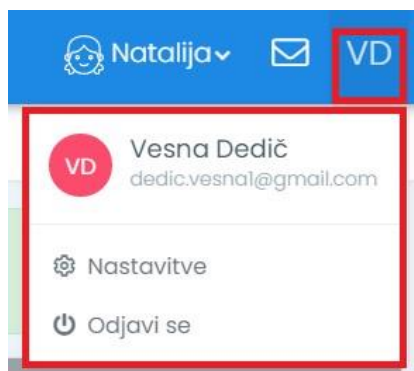 Natalija
VD
VD
Vesna Dedič
dedic.vesna1@gmail.com
Nastavitve
Odjavi se